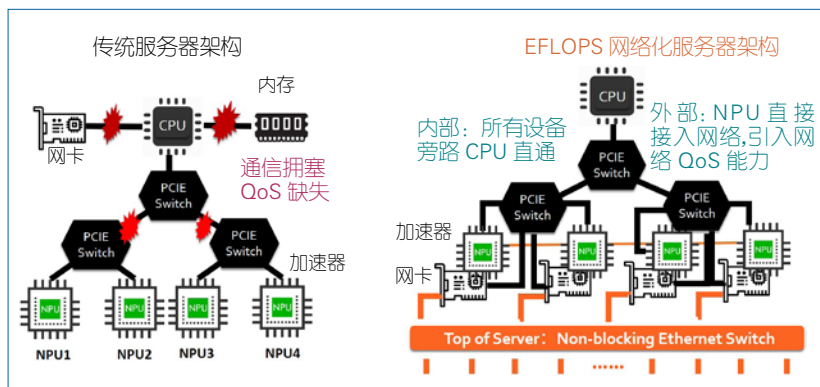 传统服务器架构
内存
CPU
网卡
通信拥塞
QoS 缺失
PCIE
Switch
PCIE
Switch
PCIE
Switch
加速器
NPU
NPU
NPU
NPU
NPU1
NPU2
NPU3
NPU4
EFLOPS 网络化服务器架构
CPU
内部：所有设备
旁路 CPU 直通
外部：NPU 直接
接入网络,引入网
络 QoS 能力
PCIE
Switch
PCIE
Switch
PCIE
Switch
加速器
NPU
NPU
NPU
NPU
网卡
Top of Server： Non-blocking Ethernet Switch
......